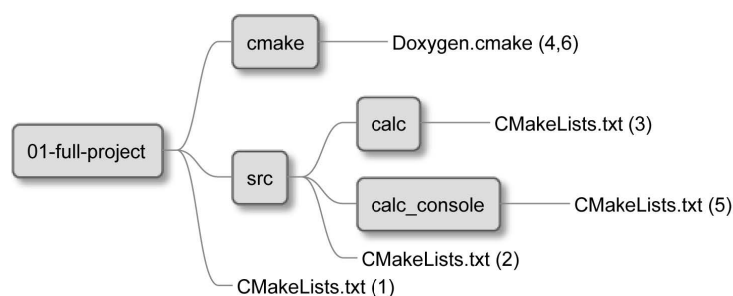 cmake
Doxygen.cmake (4,6)
calc
CMakeLists.txt (3)
01-full-project
src
calc_console
CMakeLists.txt (5)
CMakeLists.txt (2)
CMakeLists.txt (1)